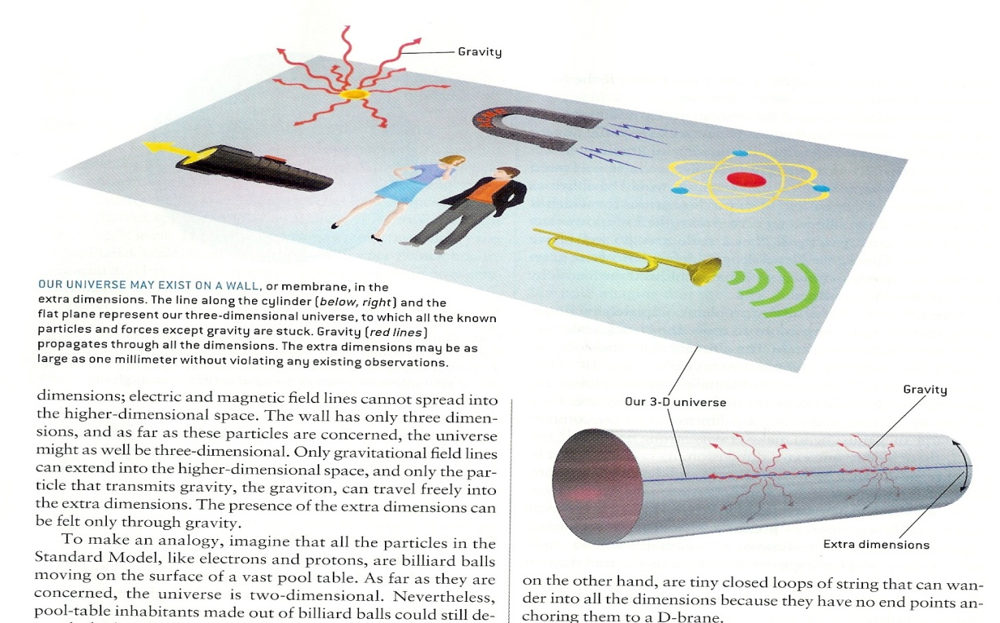 Gravity
OUR UNIVERSE MAY EXIST ON A WALL, or membrane, in the
extra dimensions. The line along the cylinder (below, right) and the
flat plane represent our three-dimensional universe, to which all the known
particles and forces except gravity are stuck. Gravity (red lines)
propagates through all the dimensions. The extra dimensions may be as
large as one millimeter without violating any existing observations.
dimensions; electric and magnetic field lines cannot spread into
the higher-dimensional space. The wall has only three dimen-
sions, and as far as these particles are concerned, the universe
might as well be three-dimensional. Only gravitational field lines
can extend into the higher-dimensional space, and only the par-
ticle that transmits gravity, the graviton, can travel freely into
the extra dimensions. The presence of the extra dimensions can
be felt only through gravity.
To make an analogy, imagine that all the particles in the
Standard Model, like electrons and protons, are billiard balls
moving on the surface of a vast pool table. As far as they are
concerned, the universe is two-dimensional. Nevertheless,
pool-table inhabitants made out of billiard balls could still de-
Our 3-D universe
Gravity
Extra dimensions
on the other hand, are tiny closed loops of string that can wan-
der into all the dimensions because they have no end points an-
choring them to a D-brane.